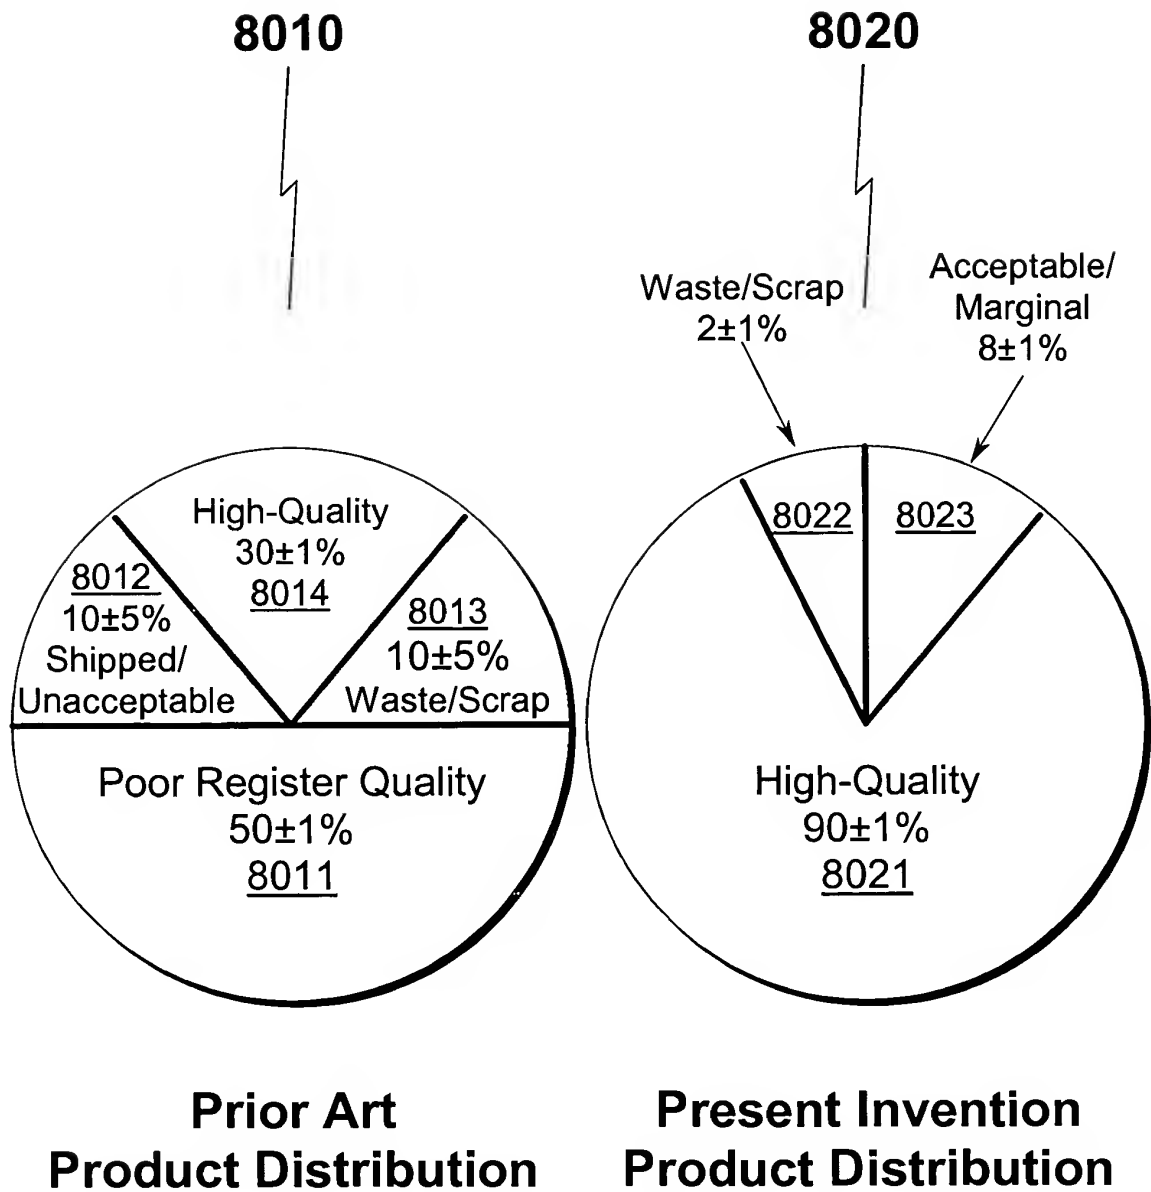 8010
High-Quality
30±1%
8014
8012
10±5%
Shipped/
Unacceptable
8013
10±5%
Waste/Scrap
Poor Register Quality
50±1%
8011
Prior Art
Product Distribution
8020
Waste/Scrap
2±1%
Acceptable/
Marginal
8±1%
8022
8023
High-Quality
90±1%
8021
Present Invention
Product Distribution